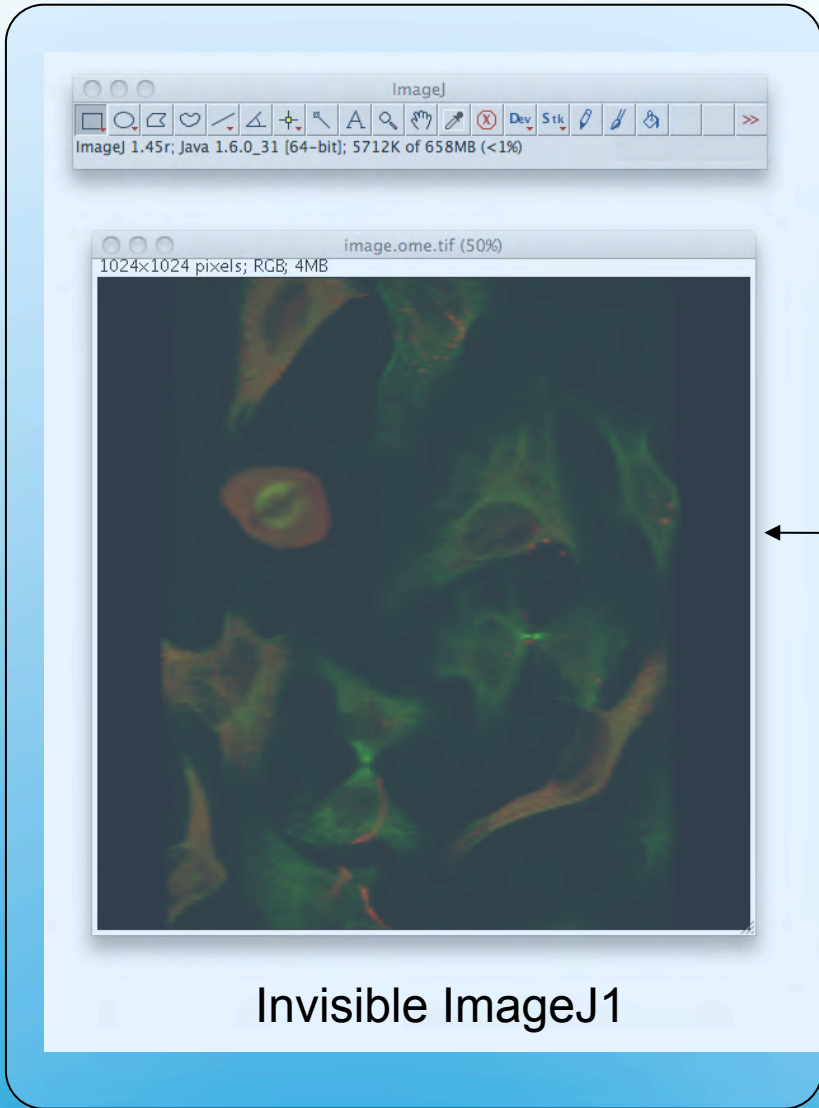 ImageJ
A Dev Stk >>
ImageJ 1.45r; Java 1.6.0_31 [64-bit]; 5712K of 658MB (<1%)
image.ome.tif (50%)
1024x1024 pixels; RGB; 4MB
Invisible ImageJ1